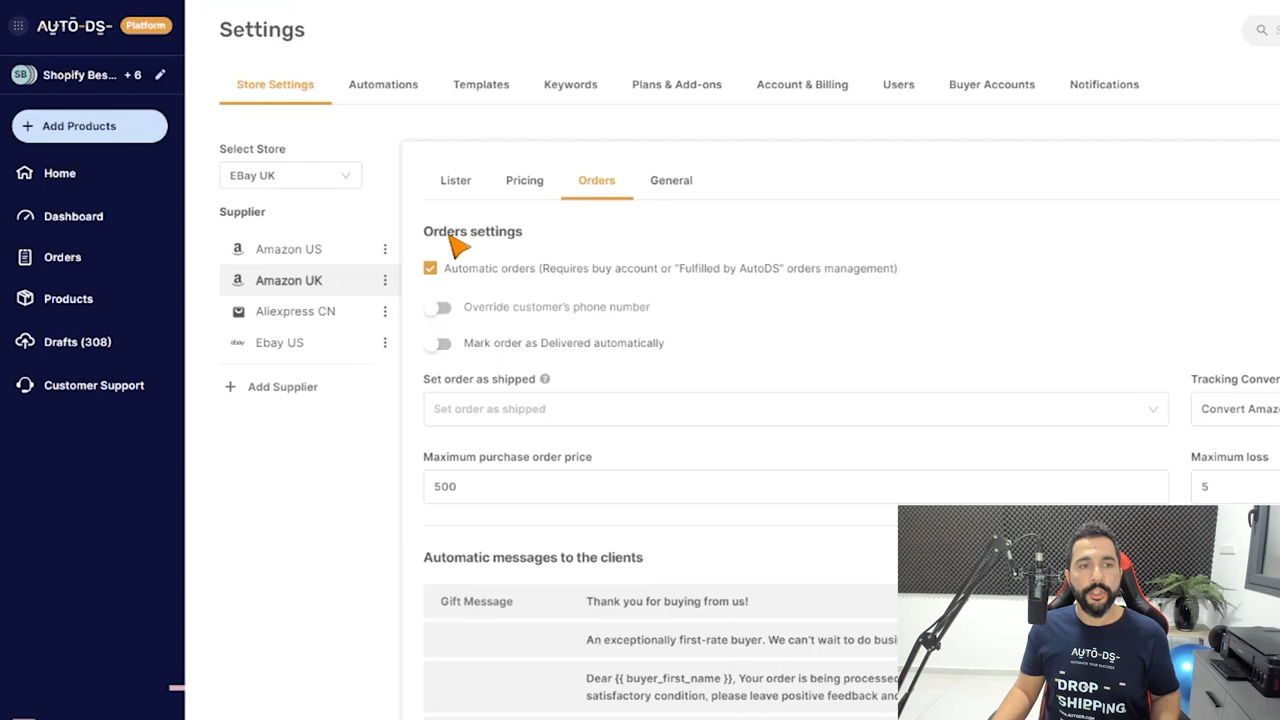 AUTO-DS-
Platform
Settings
SB
Shopify Bes... + 6
Store Settings
Automations
Templates
Keywords
Plans & Add-ons
Account & Billing
Users
Buyer Accounts
Notifications
+ Add Products
Home
Dashboard
Orders
Products
Drafts (308)
Customer Support
Select Store
EBay UK
Supplier
Amazon US
Amazon UK
Aliexpress CN
ebay Ebay US
+ Add Supplier
Lister
Pricing
Orders
General
Orders settings
Automatic orders (Requires buy account or “Fulfilled by AutoDS” orders management)
Override customer's phone number
Mark order as Delivered automatically
Set order as shipped
Set order as shipped
Tracking Conver
Convert Amaz
Maximum purchase order price
500
Maximum loss
5
Automatic messages to the clients
Gift Message
Thank you for buying from us!
An exceptionally first-rate buyer. We can't wait to do busi
Dear {{ buyer_first_name }}, Your order is being processed
satisfactory condition, please leave positive feedback and
AUTO-DS-
AUTOMATE YOUR SUCCESS
DROP
SHIPPING